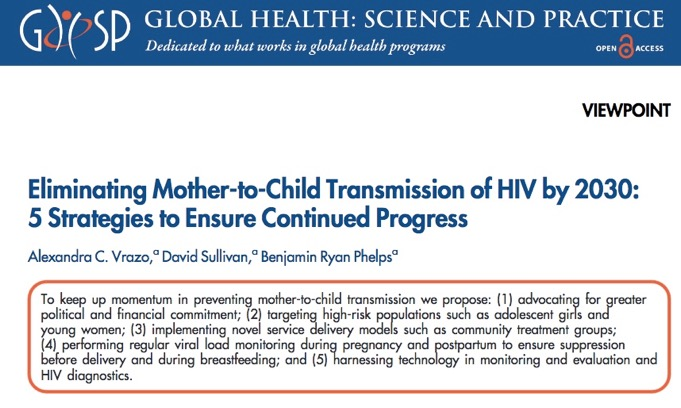 GHSP GLOBAL HEALTH: SCIENCE AND PRACTICE
Dedicated to what works in global health programs
OPEN ACCESS
VIEWPOINT
Eliminating Mother-to-Child Transmission of HIV by 2030:
5 Strategies to Ensure Continued Progress
Alexandra C. Vrazo,ᵃ David Sullivan,ᵃ Benjamin Ryan Phelpsᵃ
To keep up momentum in preventing mother-to-child transmission we propose: (1) advocating for greater
political and financial commitment; (2) targeting high-risk populations such as adolescent girls and
young women; (3) implementing novel service delivery models such as community treatment groups;
(4) performing regular viral load monitoring during pregnancy and postpartum to ensure suppression
before delivery and during breastfeeding; and (5) harnessing technology in monitoring and evaluation and
HIV diagnostics.